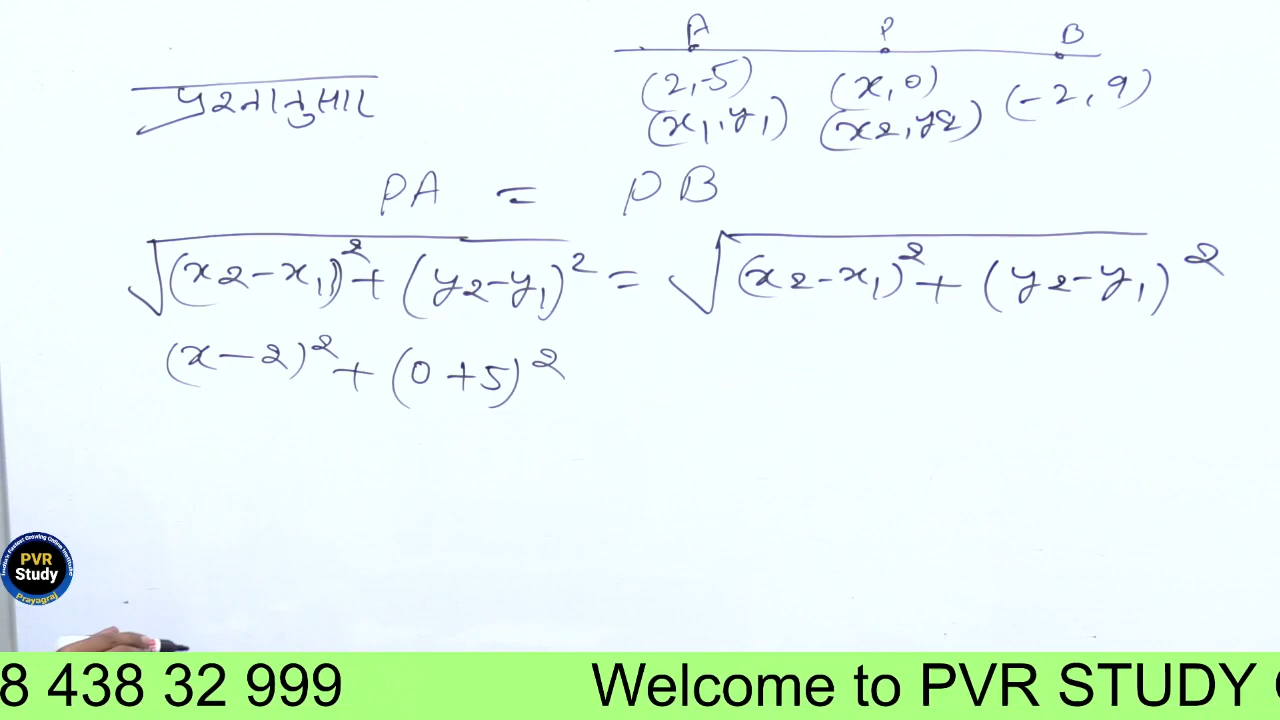 A P B
(2,-5) (x,0) (-2,9)
(x₁,y₁) (x2,y2)
प्रश्नानुसार
PA = PB
√(x2-x₁)²+(y2-y₁)² = √(x2-x₁)²+(y2-y₁)²
(x-2)²+(0+5)²
PVR
Study
Prayagraj
8 438 32 999 Welcome to PVR STUDY